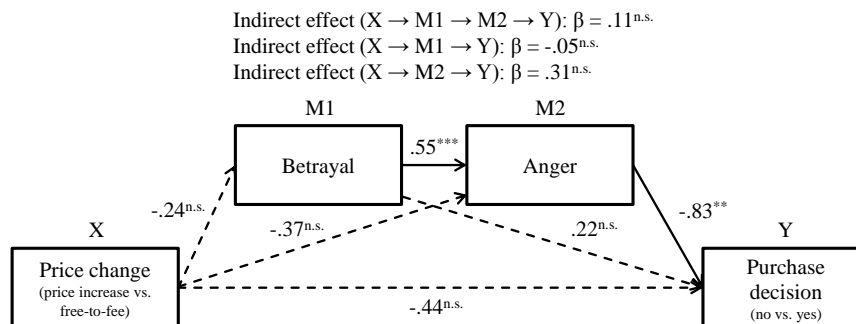 Indirect effect (X → M1 → M2 → Y): β = .11n.s.
Indirect effect (X → M1 → Y): β = -.05n.s.
Indirect effect (X → M2 → Y): β = .31n.s.
M1
M2
Betrayal
.55***
Anger
-.24n.s.
-.37n.s.
.22n.s.
-.83**
X
Y
Price change
(price increase vs.
free-to-fee)
-.44n.s.
Purchase
decision
(no vs. yes)